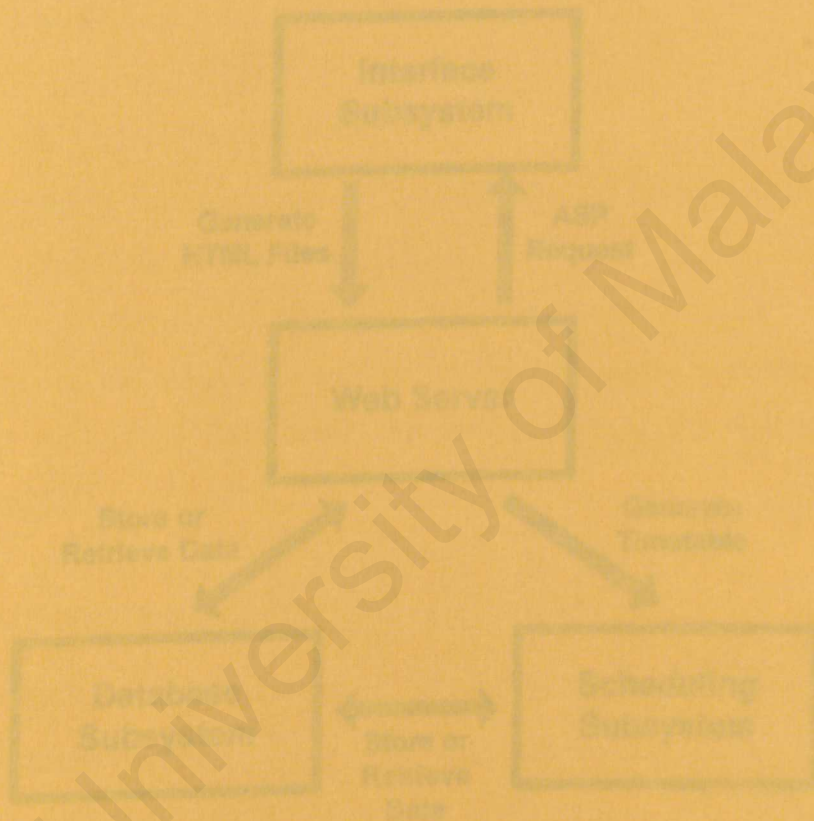 Interface
Subsystem
Generate
HTML Files
ASP
Request
Web Server
Store or
Retrieve Data
Generate
Timetable
Database
Subsystem
Scheduling
Subsystem
Store or
Retrieve
Data
University of Mala